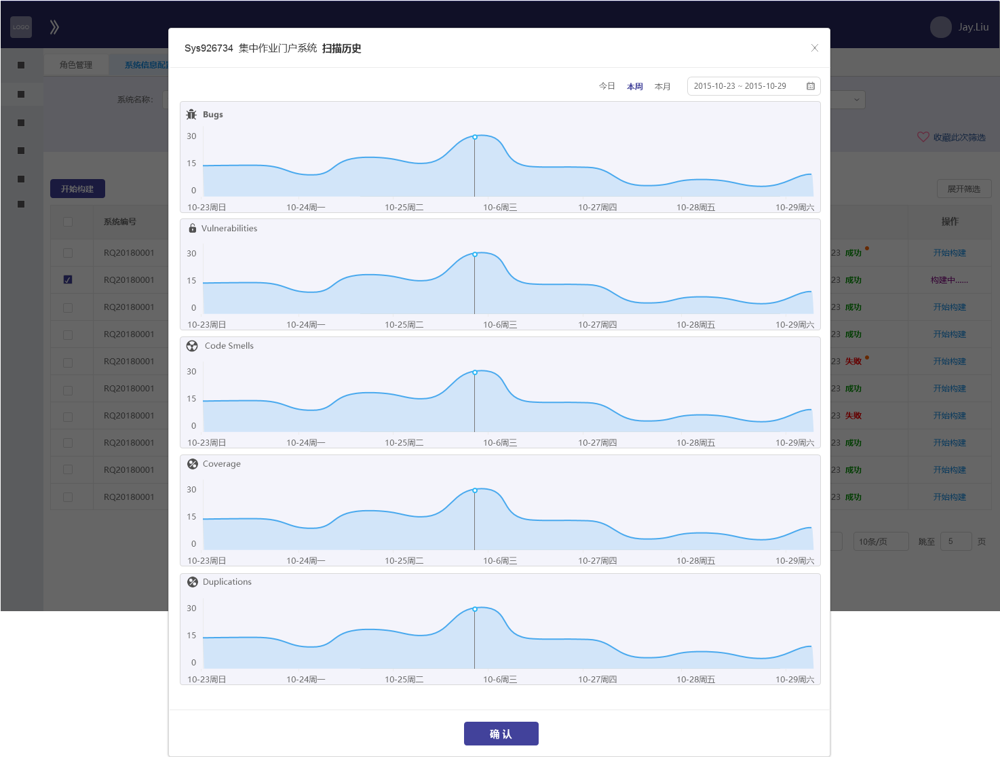 LOGO
Jay.Liu
Sys926734 集中作业门户系统 扫描历史
角色管理
系统信息配
今日 本周 本月 2015-10-23 ~ 2015-10-29
系统名称：
收藏此次筛选
开始构建
展开筛选
系统编号
操作
RQ20180001
23 成功
开始构建
RQ20180001
23 成功
构建中......
RQ20180001
23 成功
开始构建
RQ20180001
23 成功
开始构建
RQ20180001
23 失败
开始构建
RQ20180001
23 成功
开始构建
RQ20180001
23 失败
开始构建
RQ20180001
23 成功
开始构建
RQ20180001
23 成功
开始构建
RQ20180001
23 成功
开始构建
10条/页 跳至 5 页
Bugs
30
15
0
10-23周日 10-24周一 10-25周二 10-6周三 10-27周四 10-28周五 10-29周六
Vulnerabilities
30
15
0
10-23周日 10-24周一 10-25周二 10-6周三 10-27周四 10-28周五 10-29周六
Code Smells
30
15
0
10-23周日 10-24周一 10-25周二 10-6周三 10-27周四 10-28周五 10-29周六
Coverage
30
15
0
10-23周日 10-24周一 10-25周二 10-6周三 10-27周四 10-28周五 10-29周六
Duplications
30
15
0
10-23周日 10-24周一 10-25周二 10-6周三 10-27周四 10-28周五 10-29周六
确认